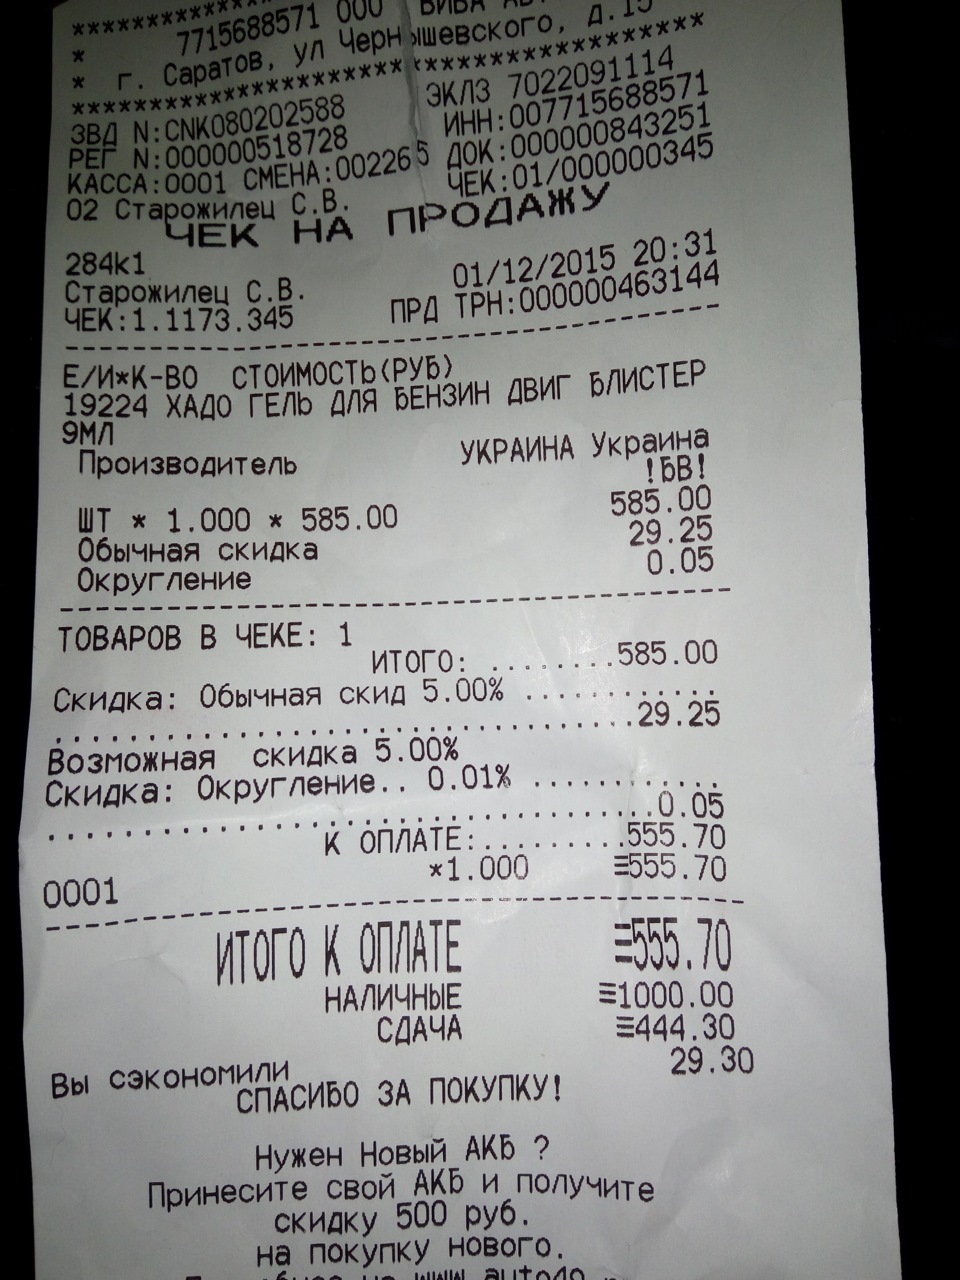 ************************************
* 7715688571 ООО ВИВА
* г. Саратов, ул Чернышевского, д.15
************************************
ЗВД N:CNK080202588 ЭКЛЗ 7022091114
РЕГ N:000000518728 ИНН:007715688571
КАССА:0001 СМЕНА:002265 ДОК:000000843251
02 Старожилец С.В. ЧЕК:01/000000345
ЧЕК НА ПРОДАЖУ
284k1 01/12/2015 20:31
Старожилец С.В. ПРД ТРН:000000463144
ЧЕК:1.1173.345
Е/И*К-ВО СТОИМОСТЬ(РУБ)
19224 ХАДО ГЕЛЬ ДЛЯ БЕНЗИН ДВИГ БЛИСТЕР
9МЛ
Производитель УКРАИНА Украина
!БВ!
ШТ * 1.000 * 585.00 585.00
Обычная скидка 29.25
Округление 0.05
ТОВАРОВ В ЧЕКЕ: 1
ИТОГО: ........585.00
Скидка: Обычная скид 5.00% ............
...............................29.25
Возможная скидка 5.00%
Скидка: Округление.. 0.01% ............
................................0.05
К ОПЛАТЕ:.........555.70
*1.000 ≡555.70
0001
ИТОГО К ОПЛАТЕ ≡555.70
НАЛИЧНЫЕ ≡1000.00
СДАЧА ≡444.30
Вы сэкономили 29.30
СПАСИБО ЗА ПОКУПКУ!
Нужен Новый АКБ ?
Принесите свой АКБ и получите
скидку 500 руб.
на покупку нового.
на www.auto49